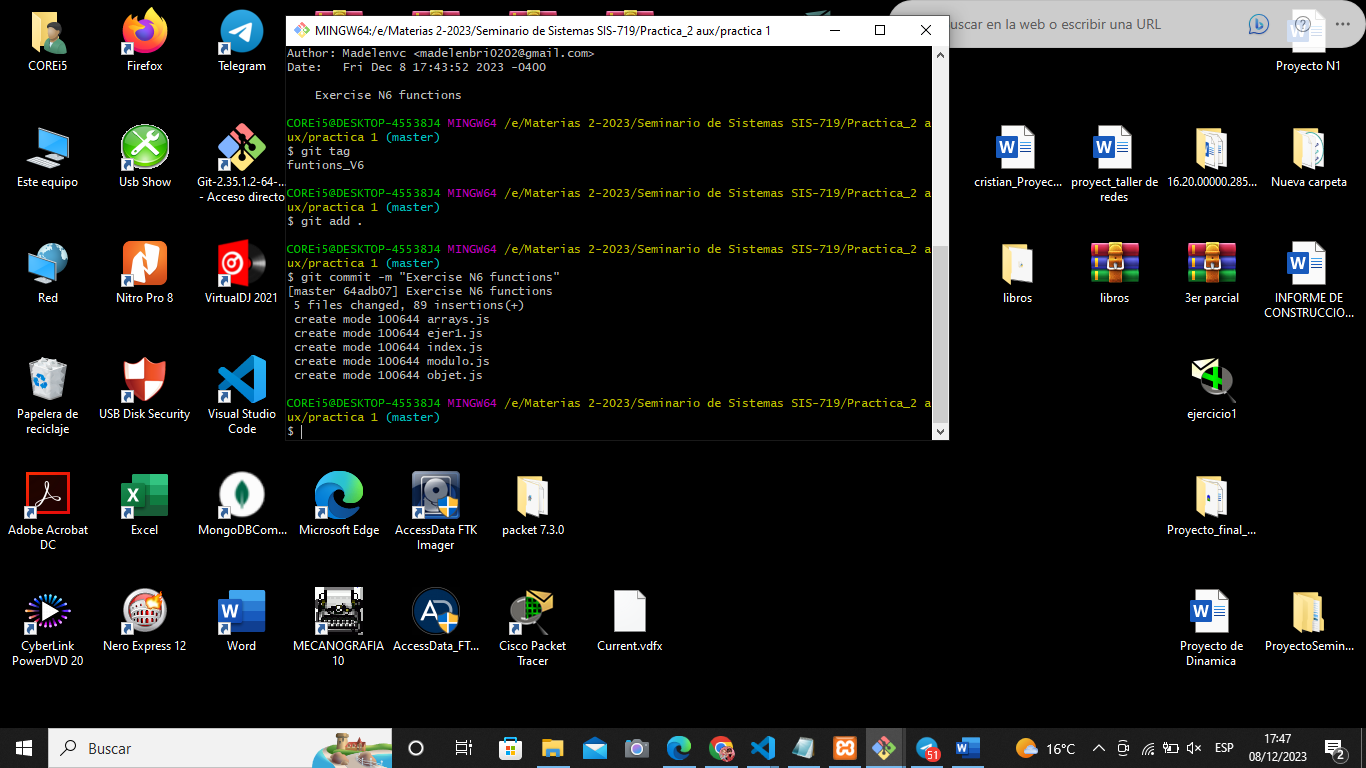 MINGW64:/e/Materias 2-2023/Seminario de Sistemas SIS-719/Practica_2 aux/practica 1
Author: Madelenvc <madelenbri0202@gmail.com>
Date:   Fri Dec 8 17:43:52 2023 -0400
Exercise N6 functions
COREi5@DESKTOP-45538J4 MINGW64 /e/Materias 2-2023/Seminario de Sistemas SIS-719/Practica_2 a
ux/practica 1 (master)
$ git tag
funtions_V6
COREi5@DESKTOP-45538J4 MINGW64 /e/Materias 2-2023/Seminario de Sistemas SIS-719/Practica_2 a
ux/practica 1 (master)
$ git add .
COREi5@DESKTOP-45538J4 MINGW64 /e/Materias 2-2023/Seminario de Sistemas SIS-719/Practica_2 a
ux/practica 1 (master)
$ git commit -m "Exercise N6 functions"
[master 64adb07] Exercise N6 functions
5 files changed, 89 insertions(+)
create mode 100644 arrays.js
create mode 100644 ejer1.js
create mode 100644 index.js
create mode 100644 modulo.js
create mode 100644 objet.js
COREi5@DESKTOP-45538J4 MINGW64 /e/Materias 2-2023/Seminario de Sistemas SIS-719/Practica_2 a
ux/practica 1 (master)
$
uscar en la web o escribir una URL
COREi5
Firefox
Telegram
Proyecto N1
Este equipo
Usb Show
Git-2.35.1.2-64-...
- Acceso directo
cristian_Proyec...
proyect_taller de
redes
16.20.00000.285...
Nueva carpeta
Red
Nitro Pro 8
VirtualDJ 2021
libros
libros
3er parcial
INFORME DE
CONSTRUCCIO...
Papelera de
reciclaje
USB Disk Security
Visual Studio
Code
ejercicio1
Adobe Acrobat
DC
Excel
MongoDBCom...
Microsoft Edge
AccessData FTK
Imager
packet 7.3.0
Proyecto_final_...
CyberLink
PowerDVD 20
Nero Express 12
Word
MECANOGRAFIA
10
AccessData_FT...
Cisco Packet
Tracer
Current.vdfx
Proyecto de
Dinamica
ProyectoSemin...
Buscar
51
16°C
ESP
17:47
08/12/2023
2